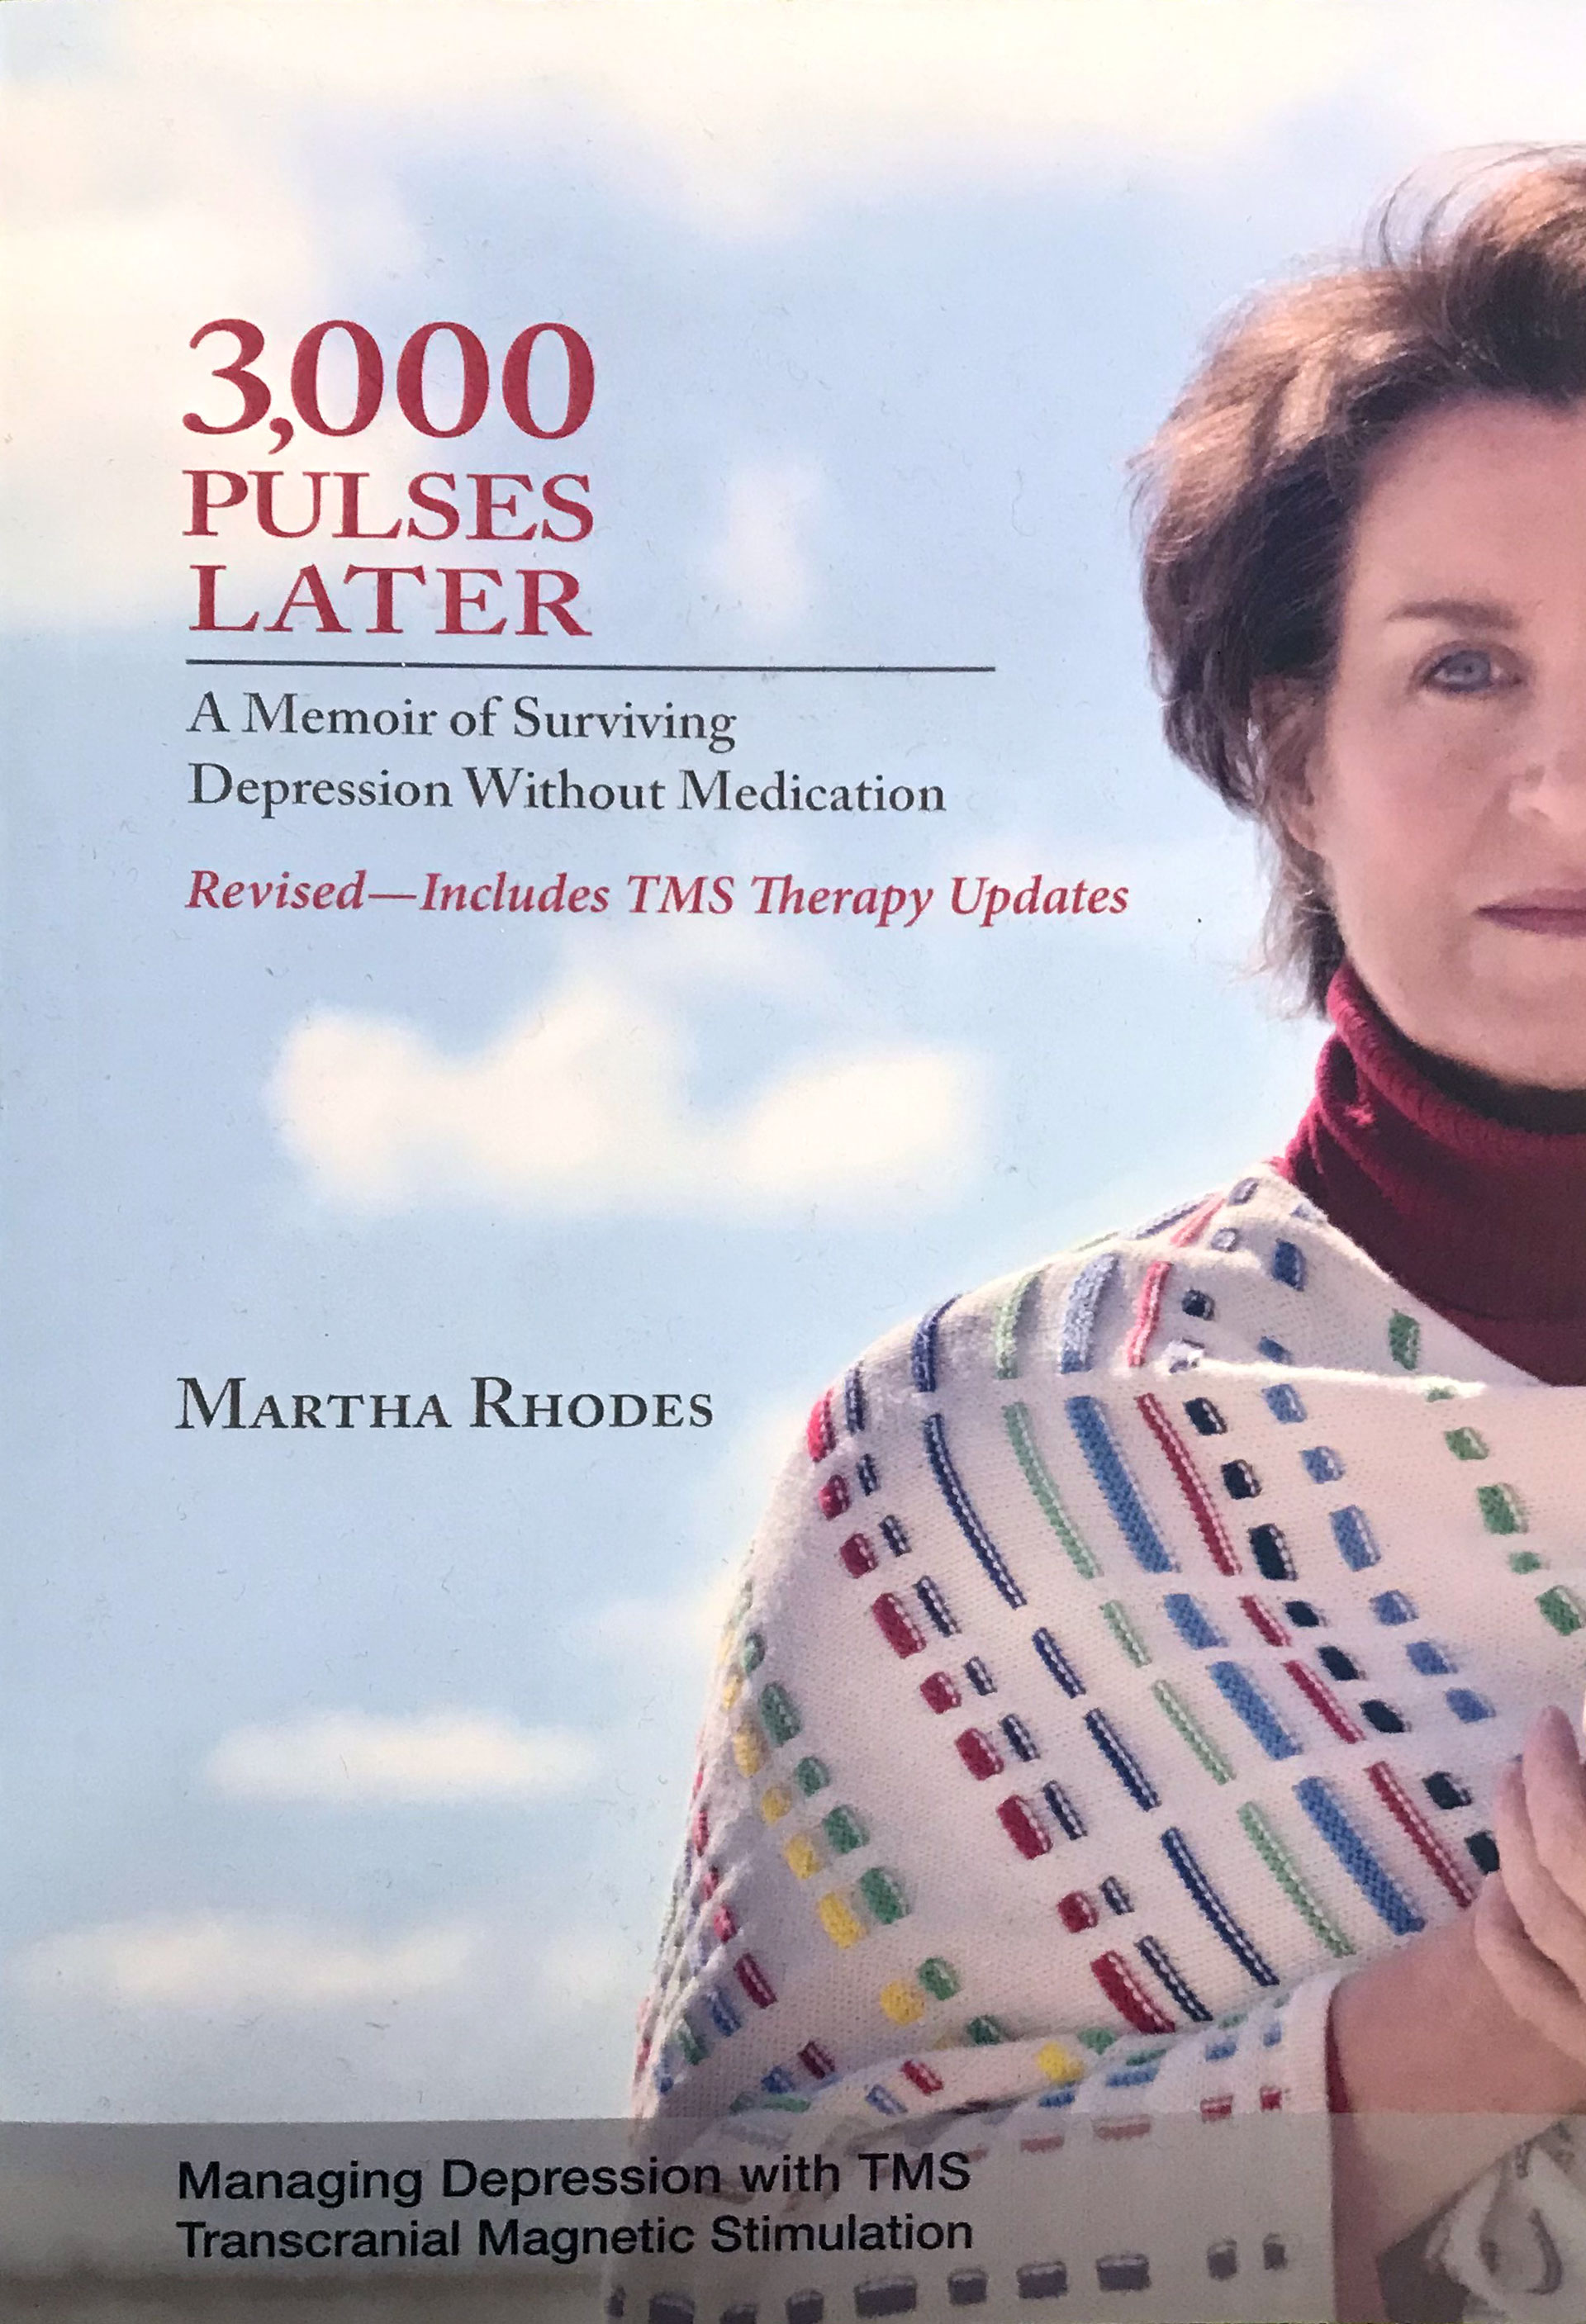 3,000
PULSES
LATER
A Memoir of Surviving
Depression Without Medication
Revised—Includes TMS Therapy Updates
MARTHA RHODES
Managing Depression with TMS
Transcranial Magnetic Stimulation